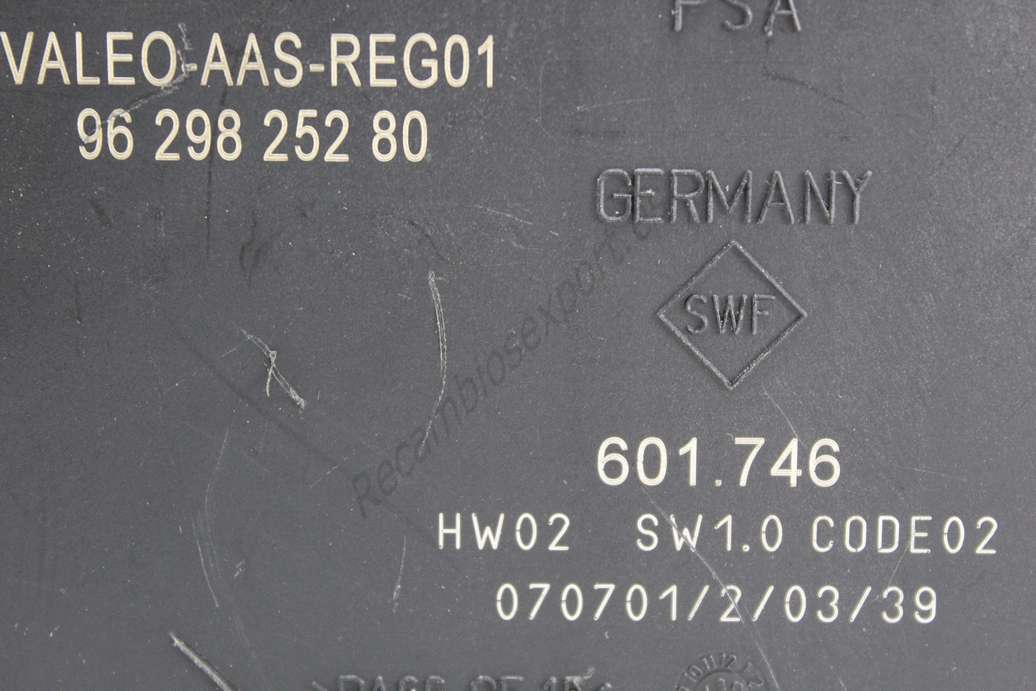 PSA
VALEO-AAS-REG01
96 298 252 80
GERMANY
SWF
Recambiosexport.
601.746
HW02 SW1.0 CODE02
070701/2/03/39